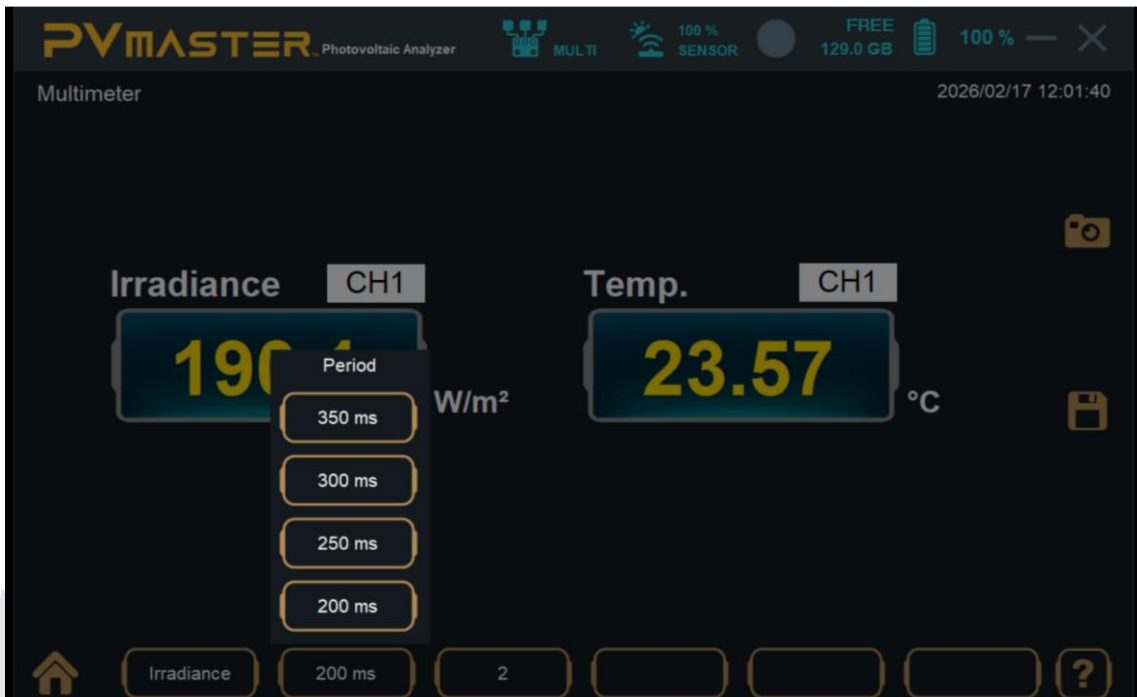 PVMASTER™ Photovoltaic Analyzer
MULTI
100 %
SENSOR
FREE
129.0 GB
100 %
Multimeter
2026/02/17 12:01:40
Irradiance CH1
Temp. CH1
23.57
W/m²
°C
Period
350 ms
300 ms
250 ms
200 ms
Irradiance
200 ms
2
?